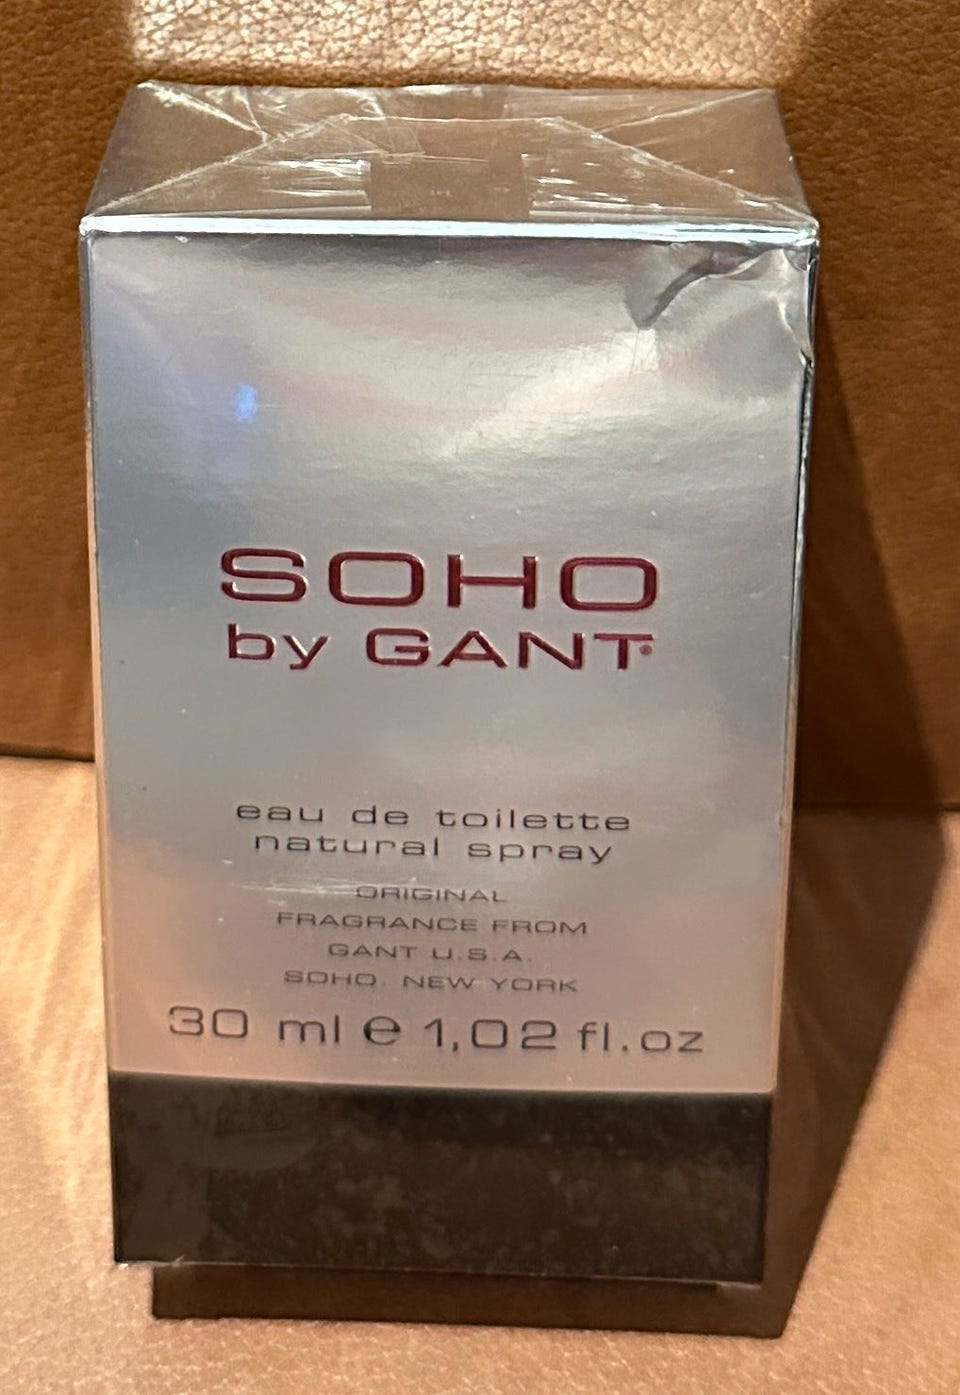 SOHO
by GANT®
eau de toilette
natural spray
ORIGINAL
FRAGRANCE FROM
GANT U.S.A.
SOHO. NEW YORK
30 ml e 1,02 fl.oz